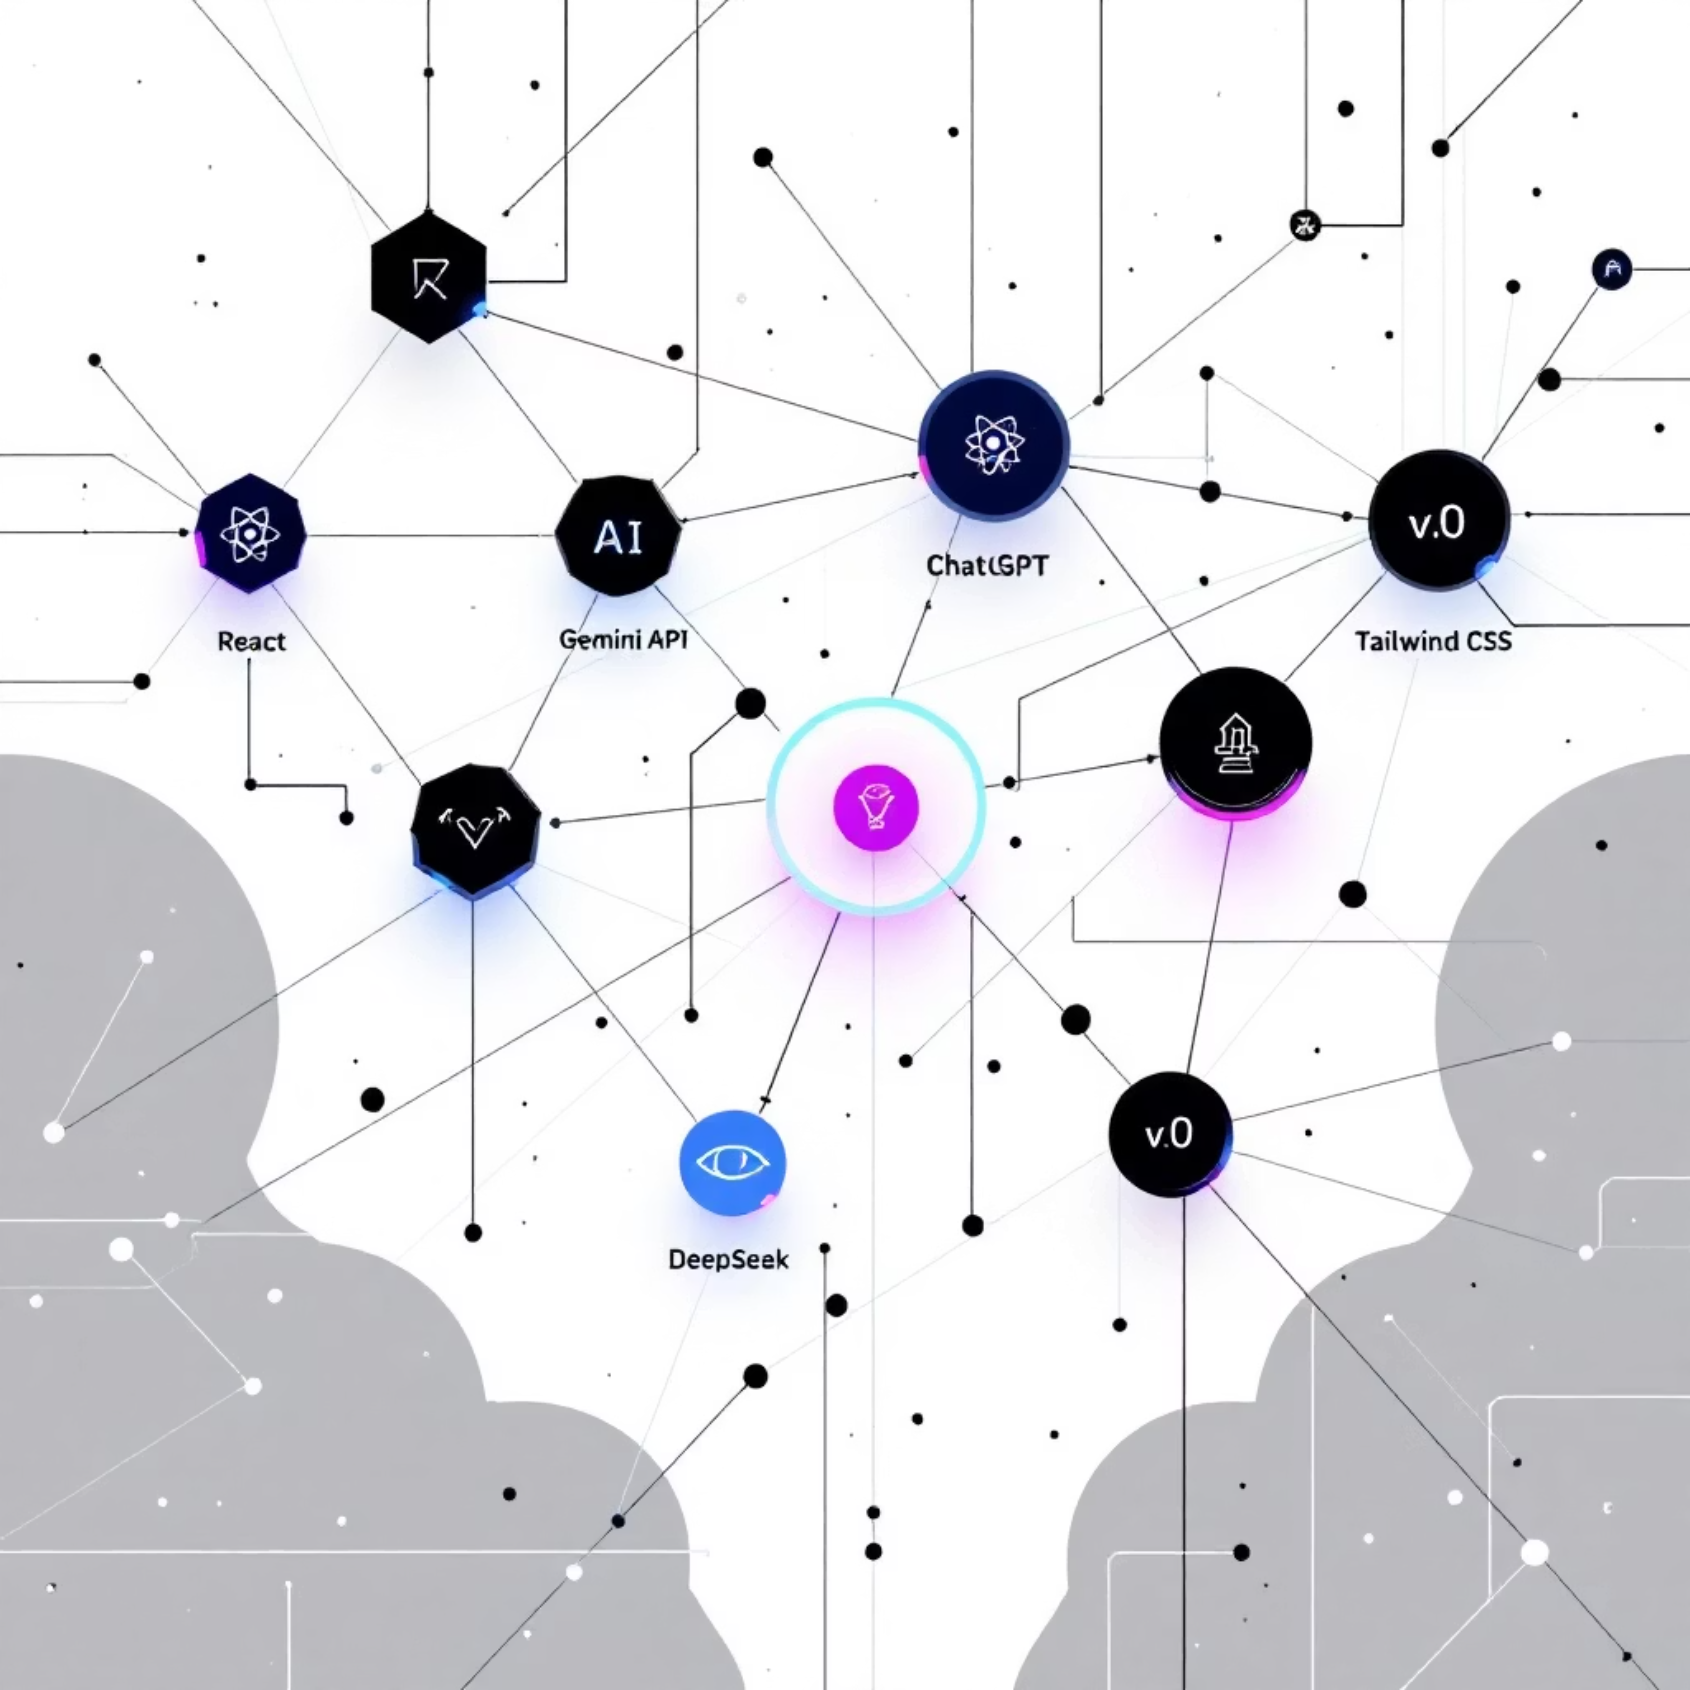 AI
ChatGPT
v.0
React
Gemini API
Tailwind CSS
v.0
DeepSeek